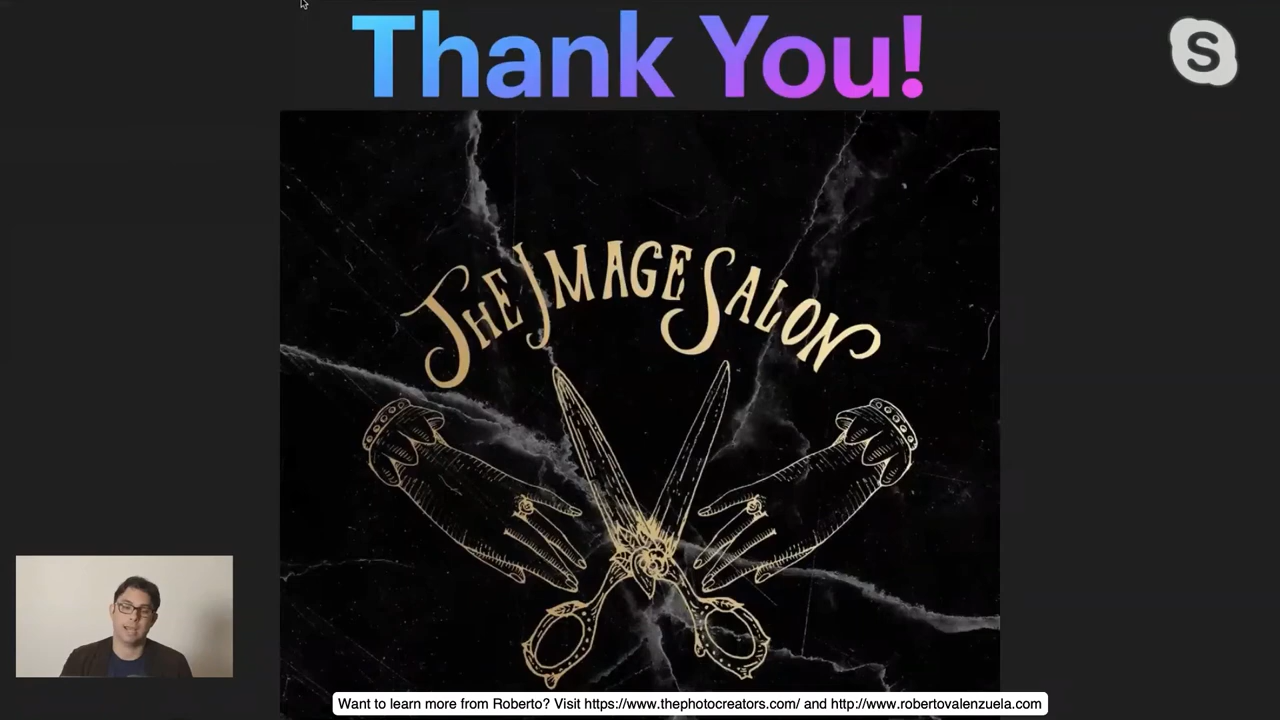 Thank You!
S
The Image Salon
Want to learn more from Roberto? Visit https://www.thephotocreators.com/ and http://www.robertovalenzuela.com